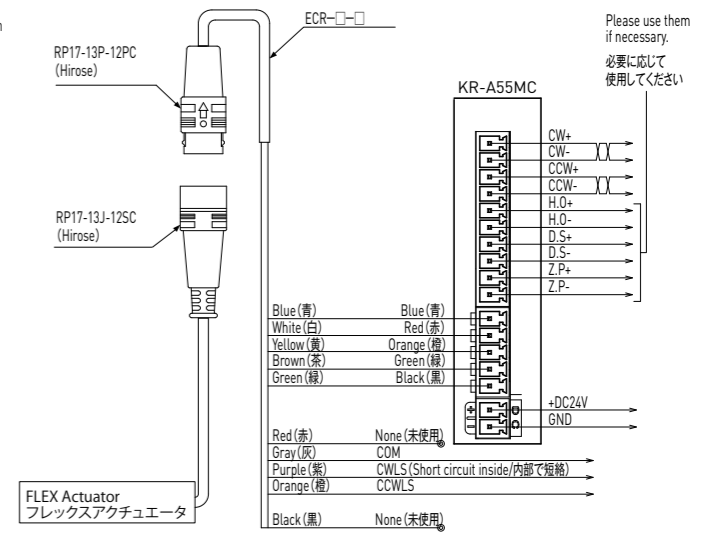 RP17-13P-12PC
(Hirose)
ECR-□-□
Please use them
if necessary.
必要に応じて
使用してください
KR-A55MC
CW+
CW-
CCW+
CCW-
H.O+
H.O-
D.S+
D.S-
Z.P+
Z.P-
RP17-13J-12SC
(Hirose)
Blue(青) Blue(青)
White(白) Red(赤)
Yellow(黄) Orange(橙)
Brown(茶) Green(緑)
Green(緑) Black(黒)
+ DC
-
+DC24V
GND
Red(赤) None(未使用)
Gray(灰) COM
Purple(紫) CWLS(Short circuit inside/内部で短絡)
Orange(橙) CCWLS
Black(黒) None(未使用)
FLEX Actuator
フレックスアクチュエータ